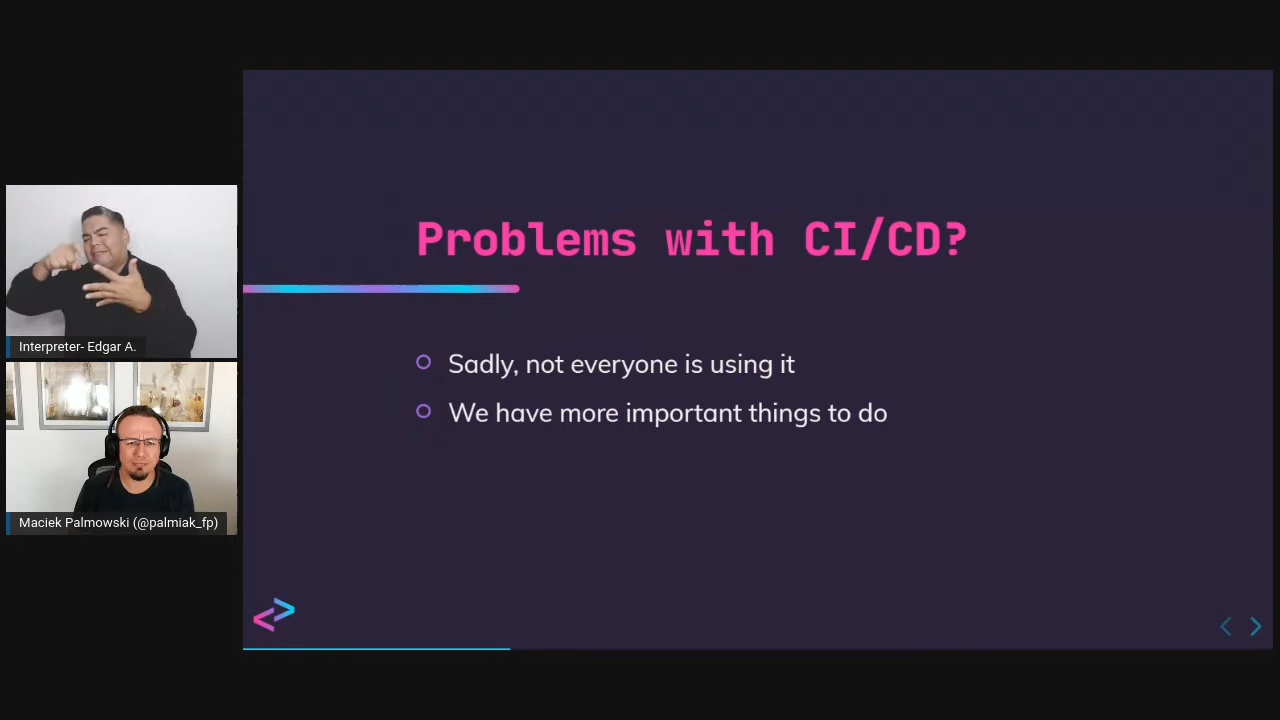 Problems with CI/CD?
Sadly, not everyone is using it
We have more important things to do
Interpreter- Edgar A.
Maciek Palmowski (@palmiak_fp)